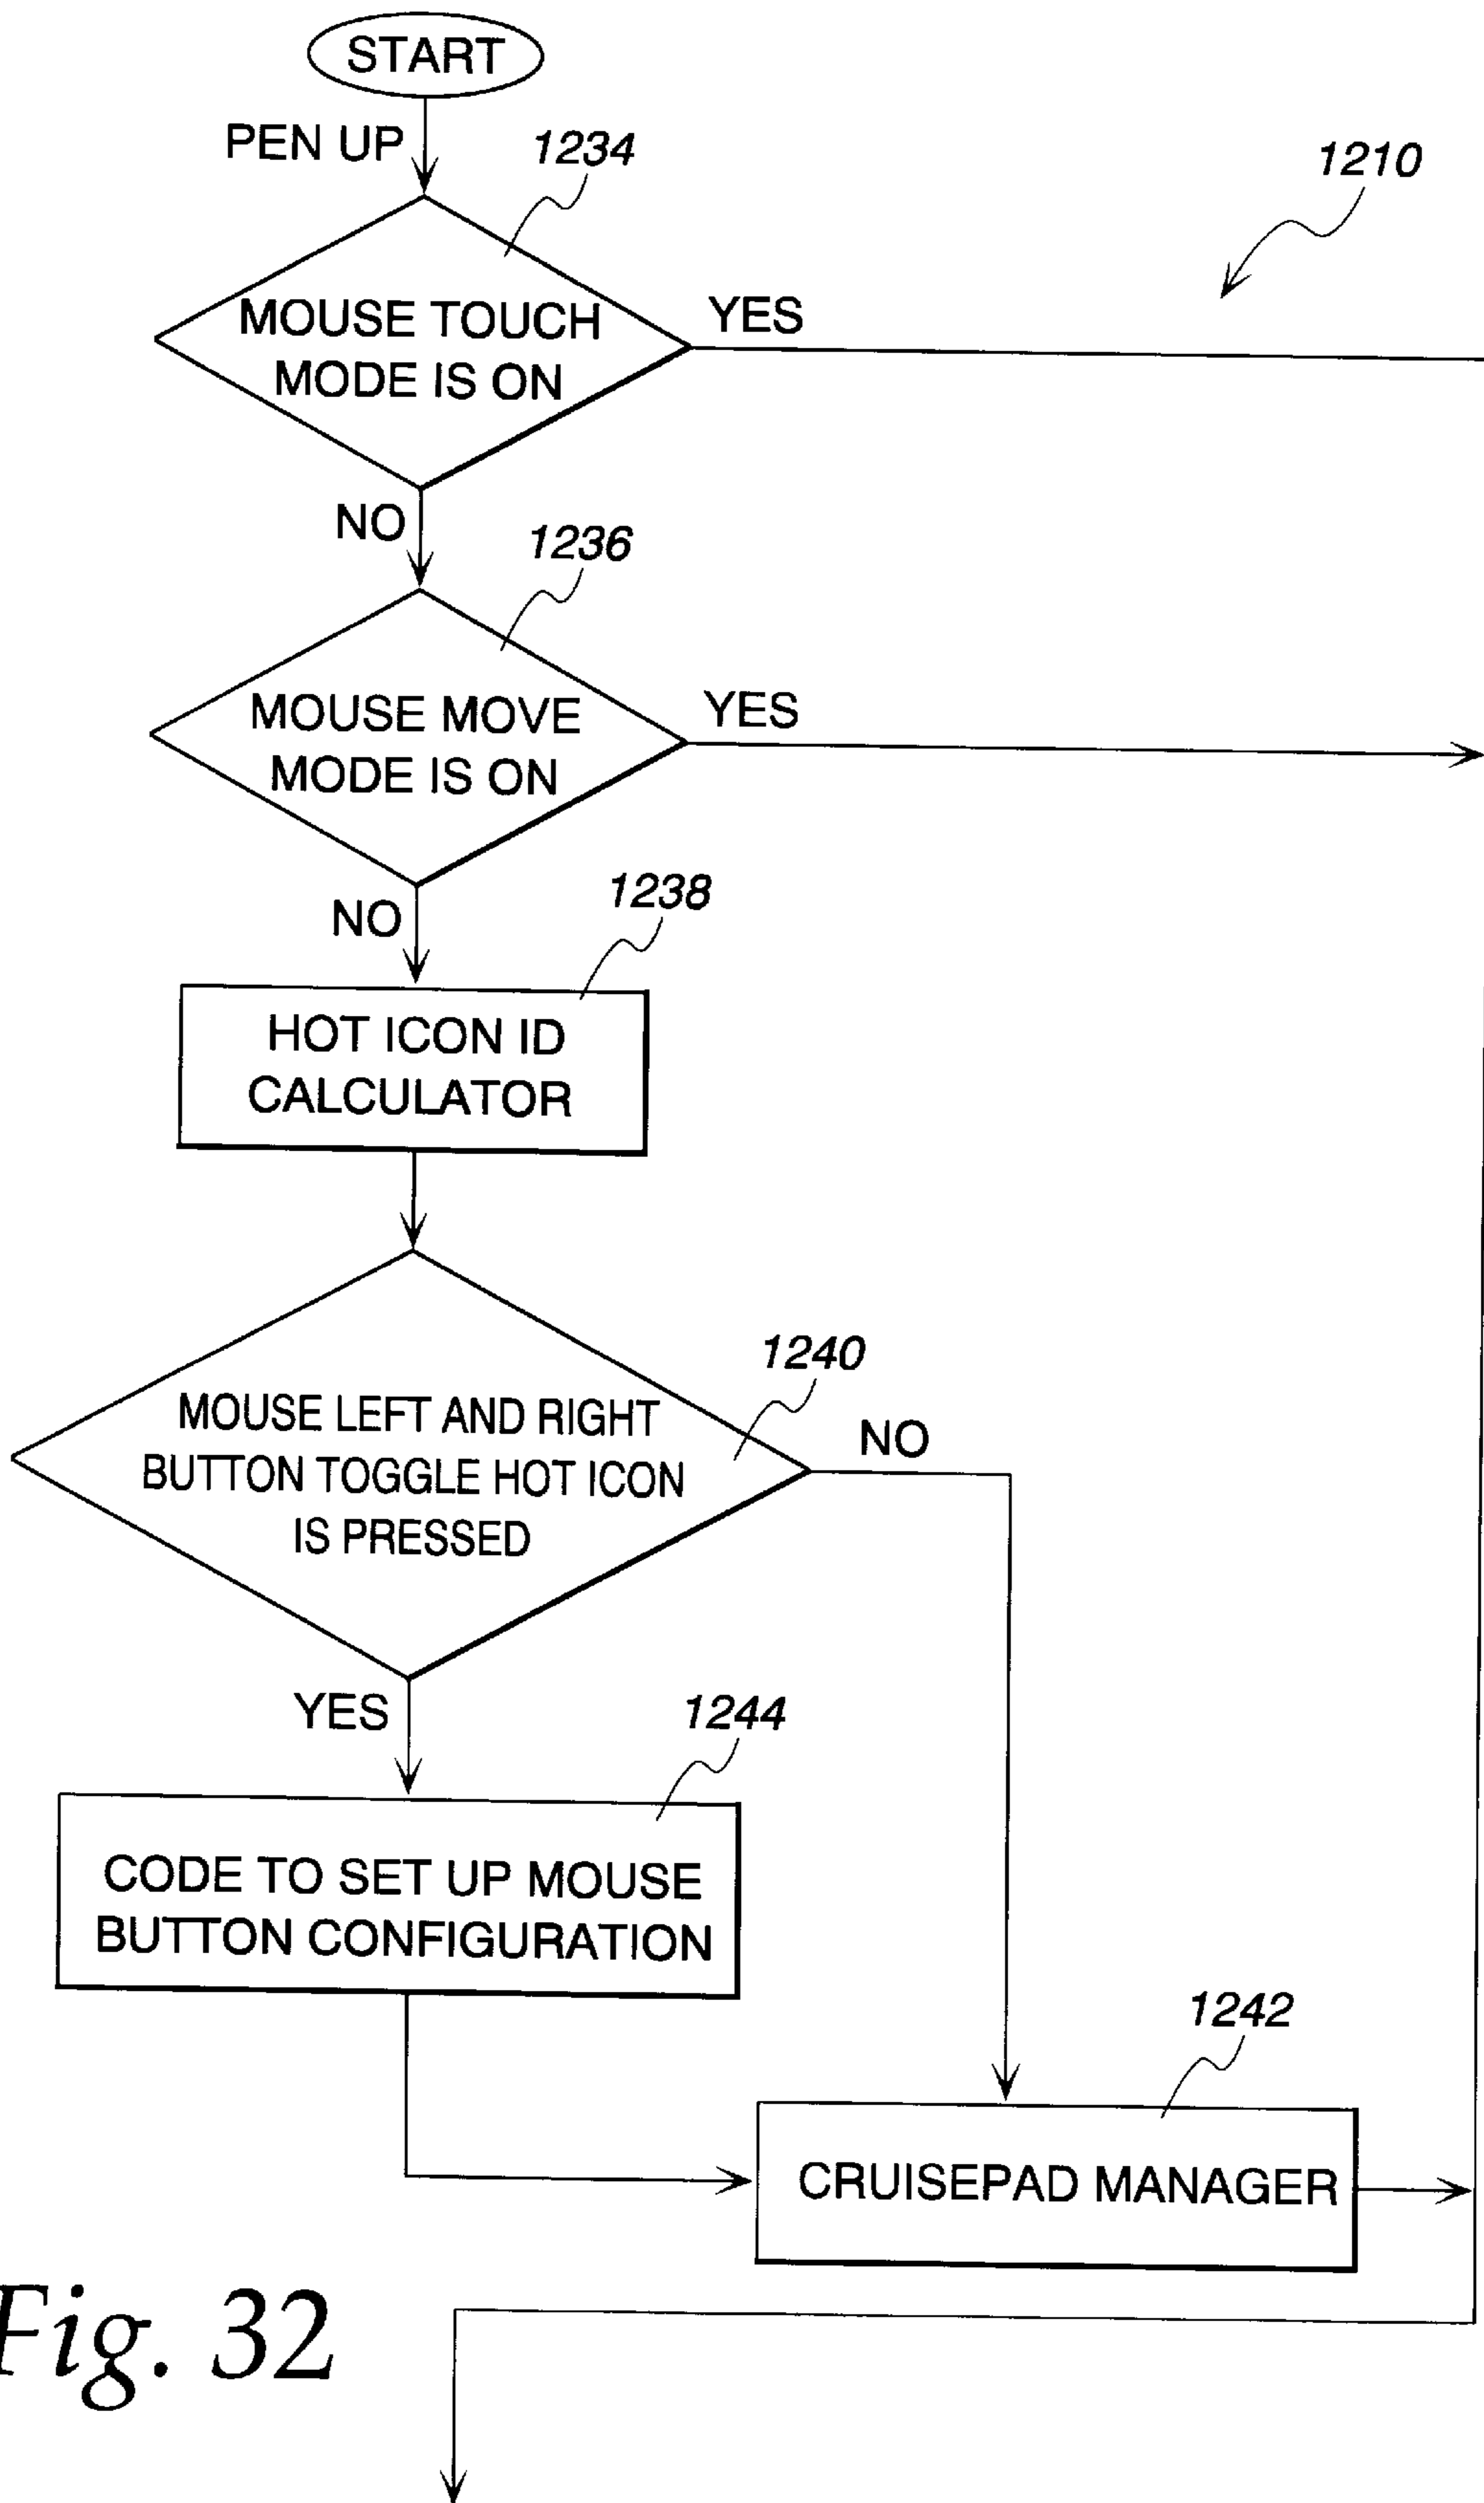 START
PEN UP
1234
1210
MOUSE TOUCH
MODE IS ON
YES
NO
1236
MOUSE MOVE
MODE IS ON
YES
NO
1238
HOT ICON ID
CALCULATOR
1240
MOUSE LEFT AND RIGHT
BUTTON TOGGLE HOT ICON
IS PRESSED
NO
YES
1244
CODE TO SET UP MOUSE
BUTTON CONFIGURATION
1242
CRUISEPAD MANAGER
Fig. 32